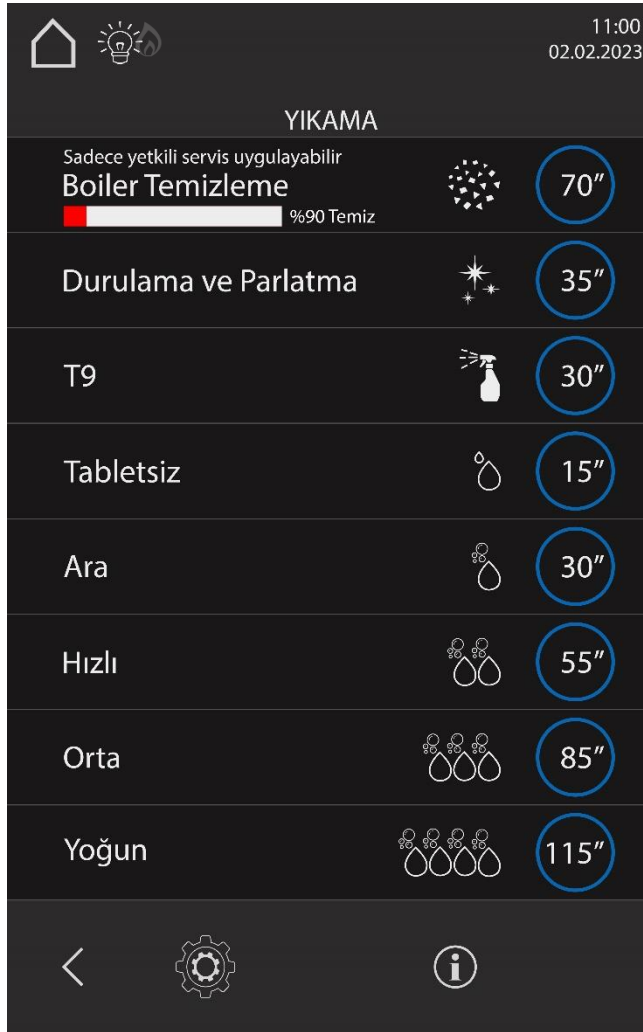 11:00
02.02.2023
YIKAMA
Sadece yetkili servis uygulayabilir
Boiler Temizleme
70"
%90 Temiz
Durulama ve Parlatma
35"
T9
30"
Tabletsiz
15"
Ara
30"
Hızlı
55"
Orta
85"
Yoğun
115"